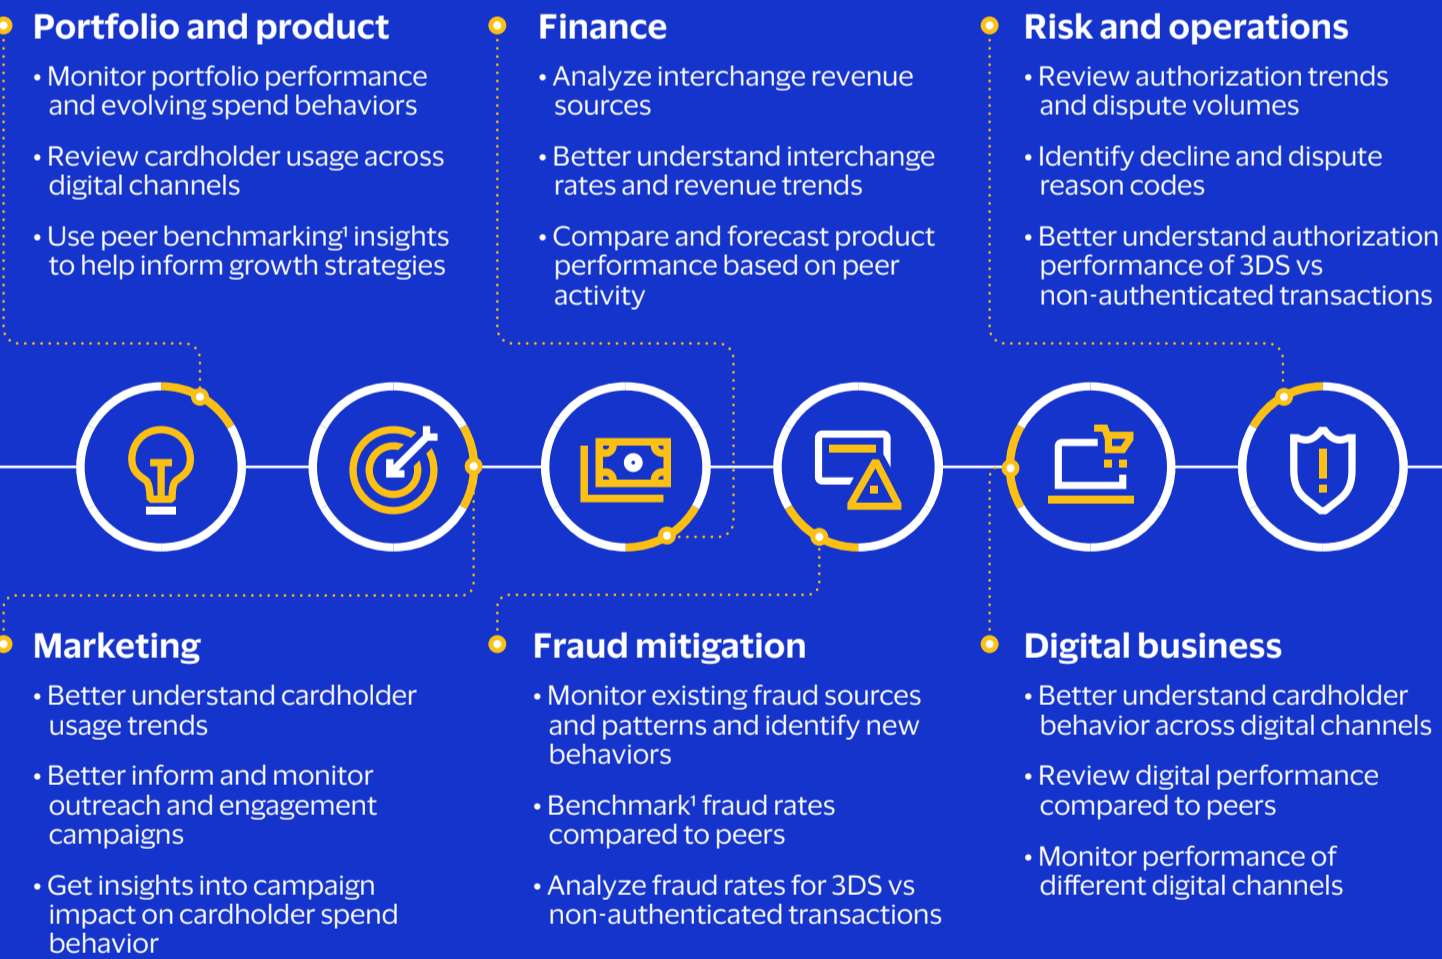 Portfolio and product
• Monitor portfolio performance
and evolving spend behaviors
• Review cardholder usage across
digital channels
• Use peer benchmarking¹ insights
to help inform growth strategies
Finance
• Analyze interchange revenue
sources
• Better understand interchange
rates and revenue trends
• Compare and forecast product
performance based on peer
activity
Risk and operations
• Review authorization trends
and dispute volumes
• Identify decline and dispute
reason codes
• Better understand authorization
performance of 3DS vs
non-authenticated transactions
Marketing
• Better understand cardholder
usage trends
• Better inform and monitor
outreach and engagement
campaigns
• Get insights into campaign
impact on cardholder spend
behavior
Fraud mitigation
• Monitor existing fraud sources
and patterns and identify new
behaviors
• Benchmark¹ fraud rates
compared to peers
• Analyze fraud rates for 3DS vs
non-authenticated transactions
Digital business
• Better understand cardholder
behavior across digital channels
• Review digital performance
compared to peers
• Monitor performance of
different digital channels